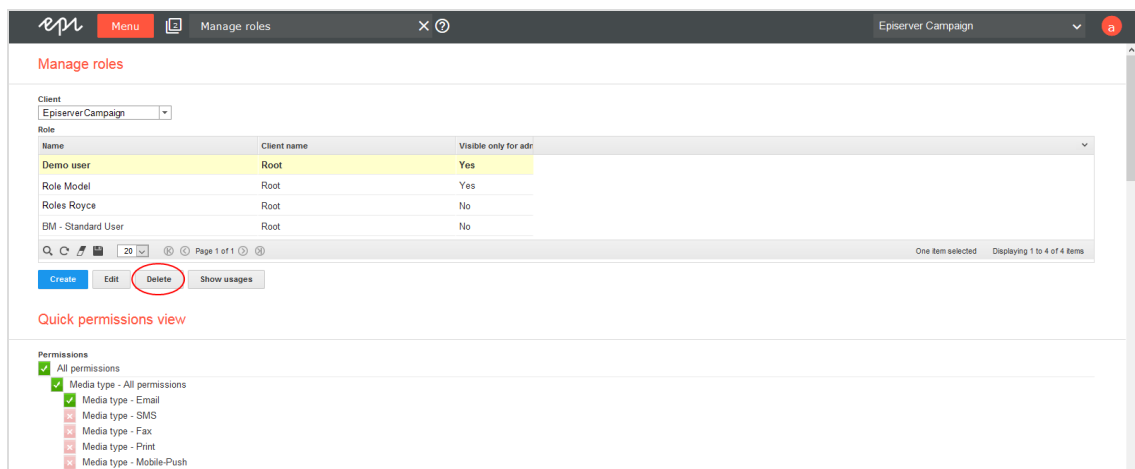 epi Menu 2 Manage roles Episerver Campaign a
Manage roles
Client
EpiserverCampaign
Role
Name Client name Visible only for adn
Demo user Root Yes
Role Model Root Yes
Roles Royce Root No
BM - Standard User Root No
20 Page 1 of 1 One item selected Displaying 1 to 4 of 4 items
Create Edit Delete Show usages
Quick permissions view
Permissions
All permissions
Media type - All permissions
Media type - Email
Media type - SMS
Media type - Fax
Media type - Print
Media type - Mobile-Push